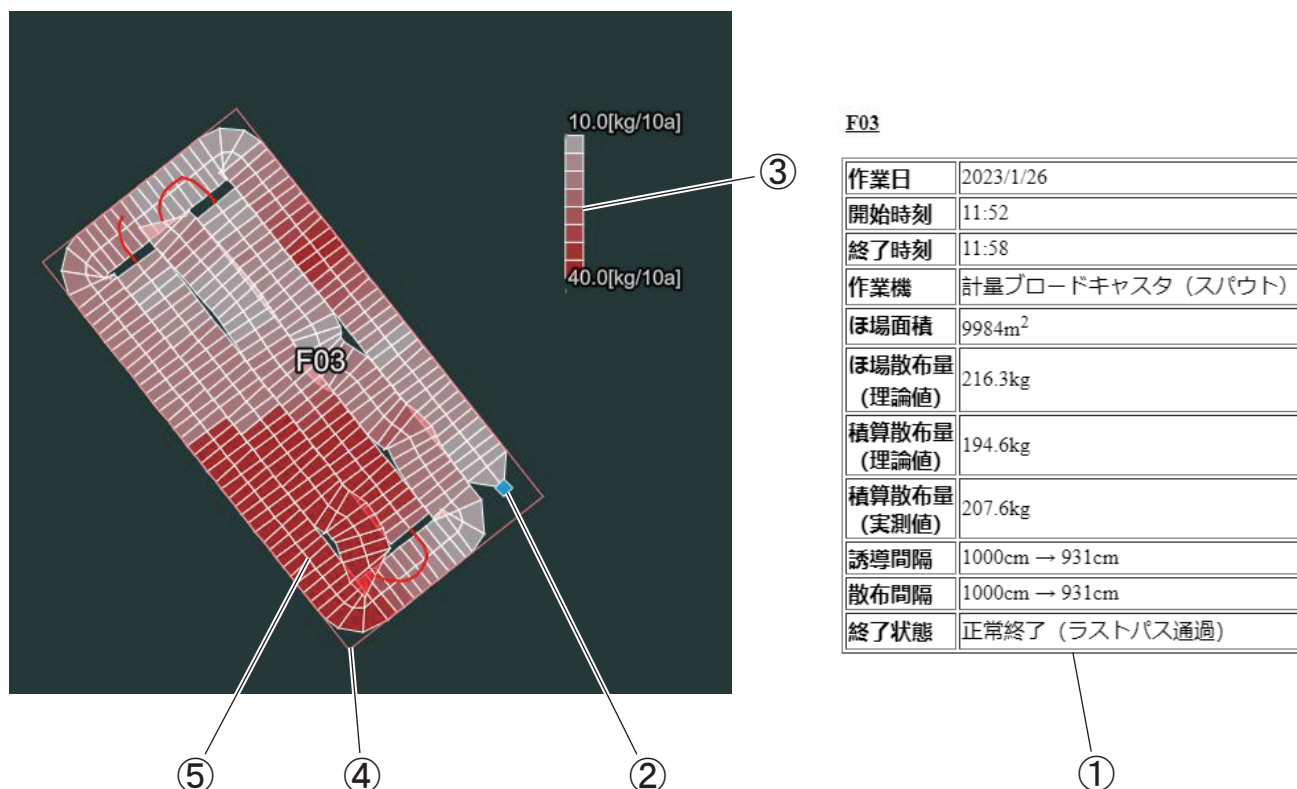 10.0[kg/10a]
40.0[kg/10a]
F03
③
⑤
④
②
F03
作業日 2023/1/26
開始時刻 11:52
終了時刻 11:58
作業機 計量ブロードキャスタ（スパウト）
ほ場面積 9984m²
ほ場散布量
(理論値) 216.3kg
積算散布量
(理論値) 194.6kg
積算散布量
(実測値) 207.6kg
誘導間隔 1000cm → 931cm
散布間隔 1000cm → 931cm
終了状態 正常終了（ラストパス通過）
①